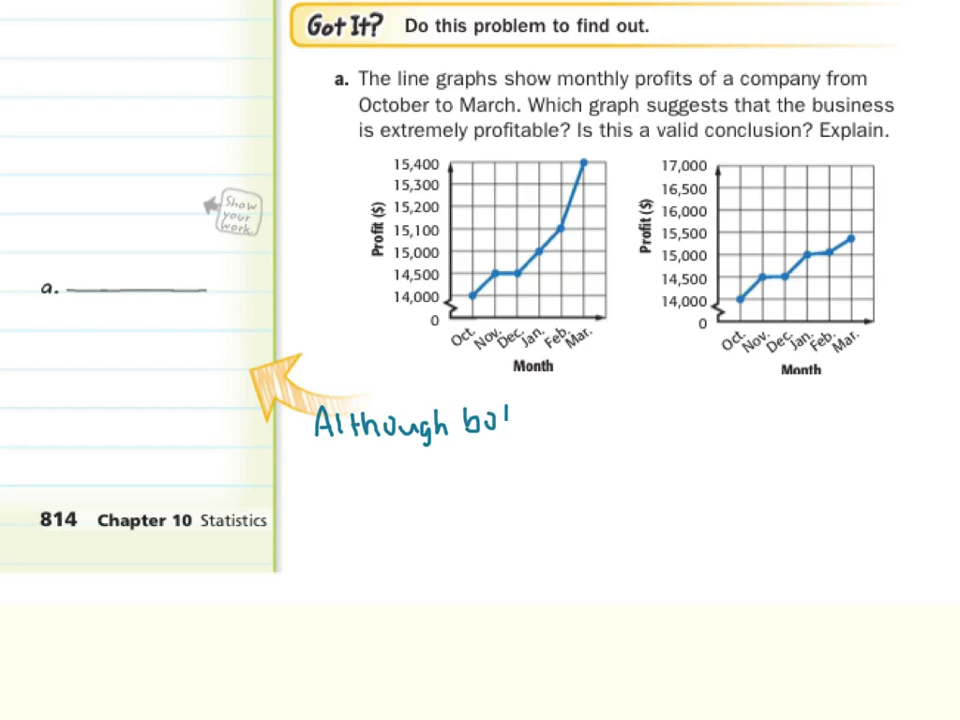 Got It? Do this problem to find out.
a. The line graphs show monthly profits of a company from
October to March. Which graph suggests that the business
is extremely profitable? Is this a valid conclusion? Explain.
15,400
15,300
15,200
15,100
15,000
14,500
14,000
0
Profit ($)
Oct. Nov. Dec. Jan. Feb. Mar.
Month
17,000
16,500
16,000
15,500
15,000
14,500
14,000
0
Profit ($)
Oct. Nov. Dec. Jan. Feb. Mar.
Month
Show
your
work.
a.
Although
814 Chapter 10 Statistics